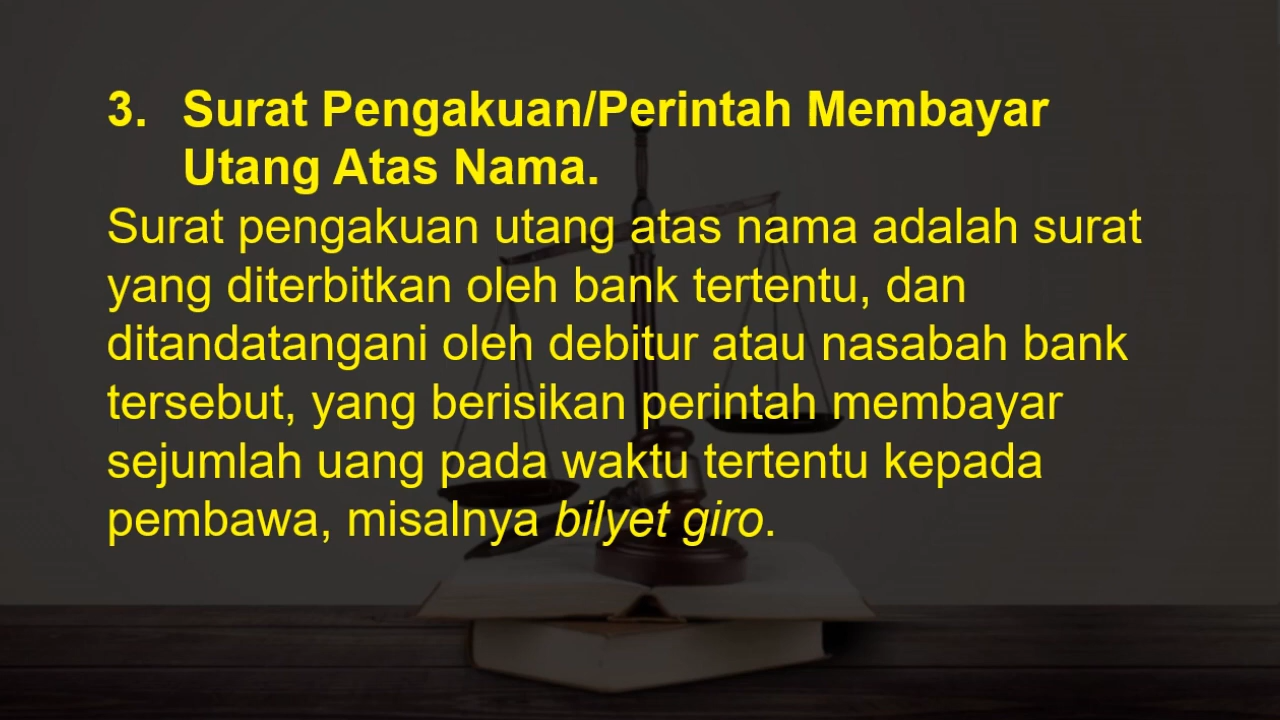 3. Surat Pengakuan/Perintah Membayar
Utang Atas Nama.
Surat pengakuan utang atas nama adalah surat
yang diterbitkan oleh bank tertentu, dan
ditandatangani oleh debitur atau nasabah bank
tersebut, yang berisikan perintah membayar
sejumlah uang pada waktu tertentu kepada
pembawa, misalnya bilyet giro.